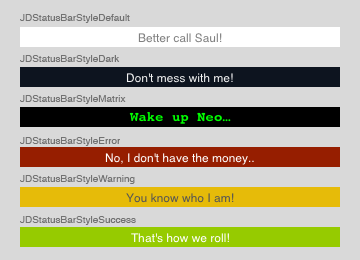 JDStatusBarStyleDefault
Better call Saul!
JDStatusBarStyleDark
Don't mess with me!
JDStatusBarStyleMatrix
Wake up Neo…
JDStatusBarStyleError
No, I don't have the money..
JDStatusBarStyleWarning
You know who I am!
JDStatusBarStyleSuccess
That's how we roll!